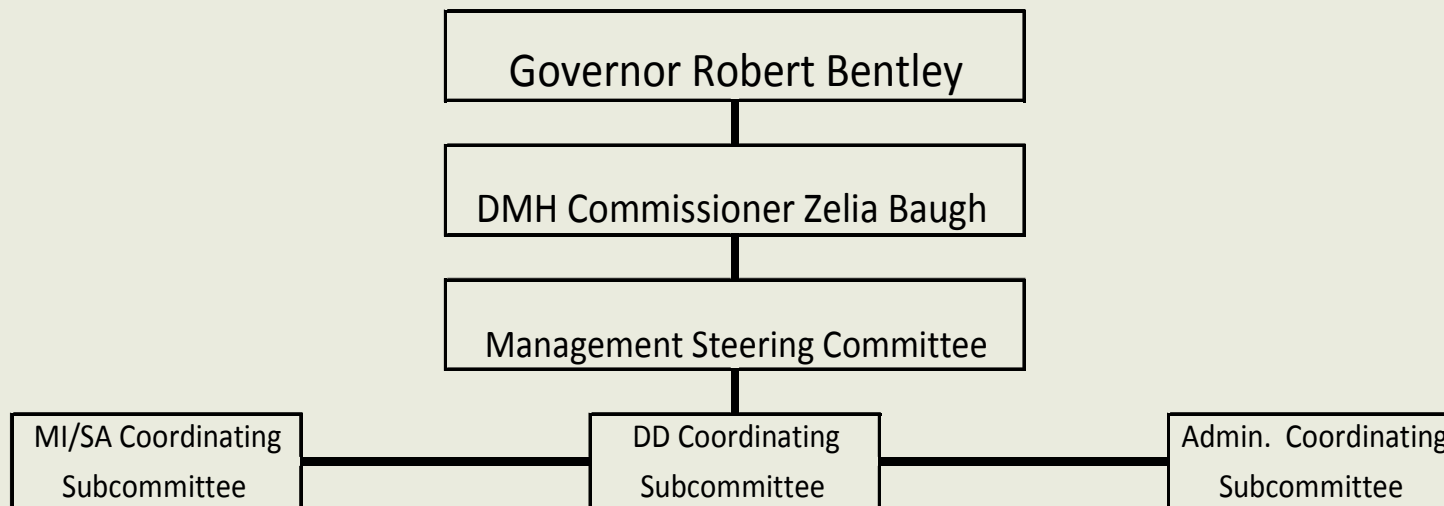 Governor Robert Bentley
DMH Commissioner Zelia Baugh
Management Steering Committee
MI/SA Coordinating
Subcommittee
DD Coordinating
Subcommittee
Admin. Coordinating
Subcommittee